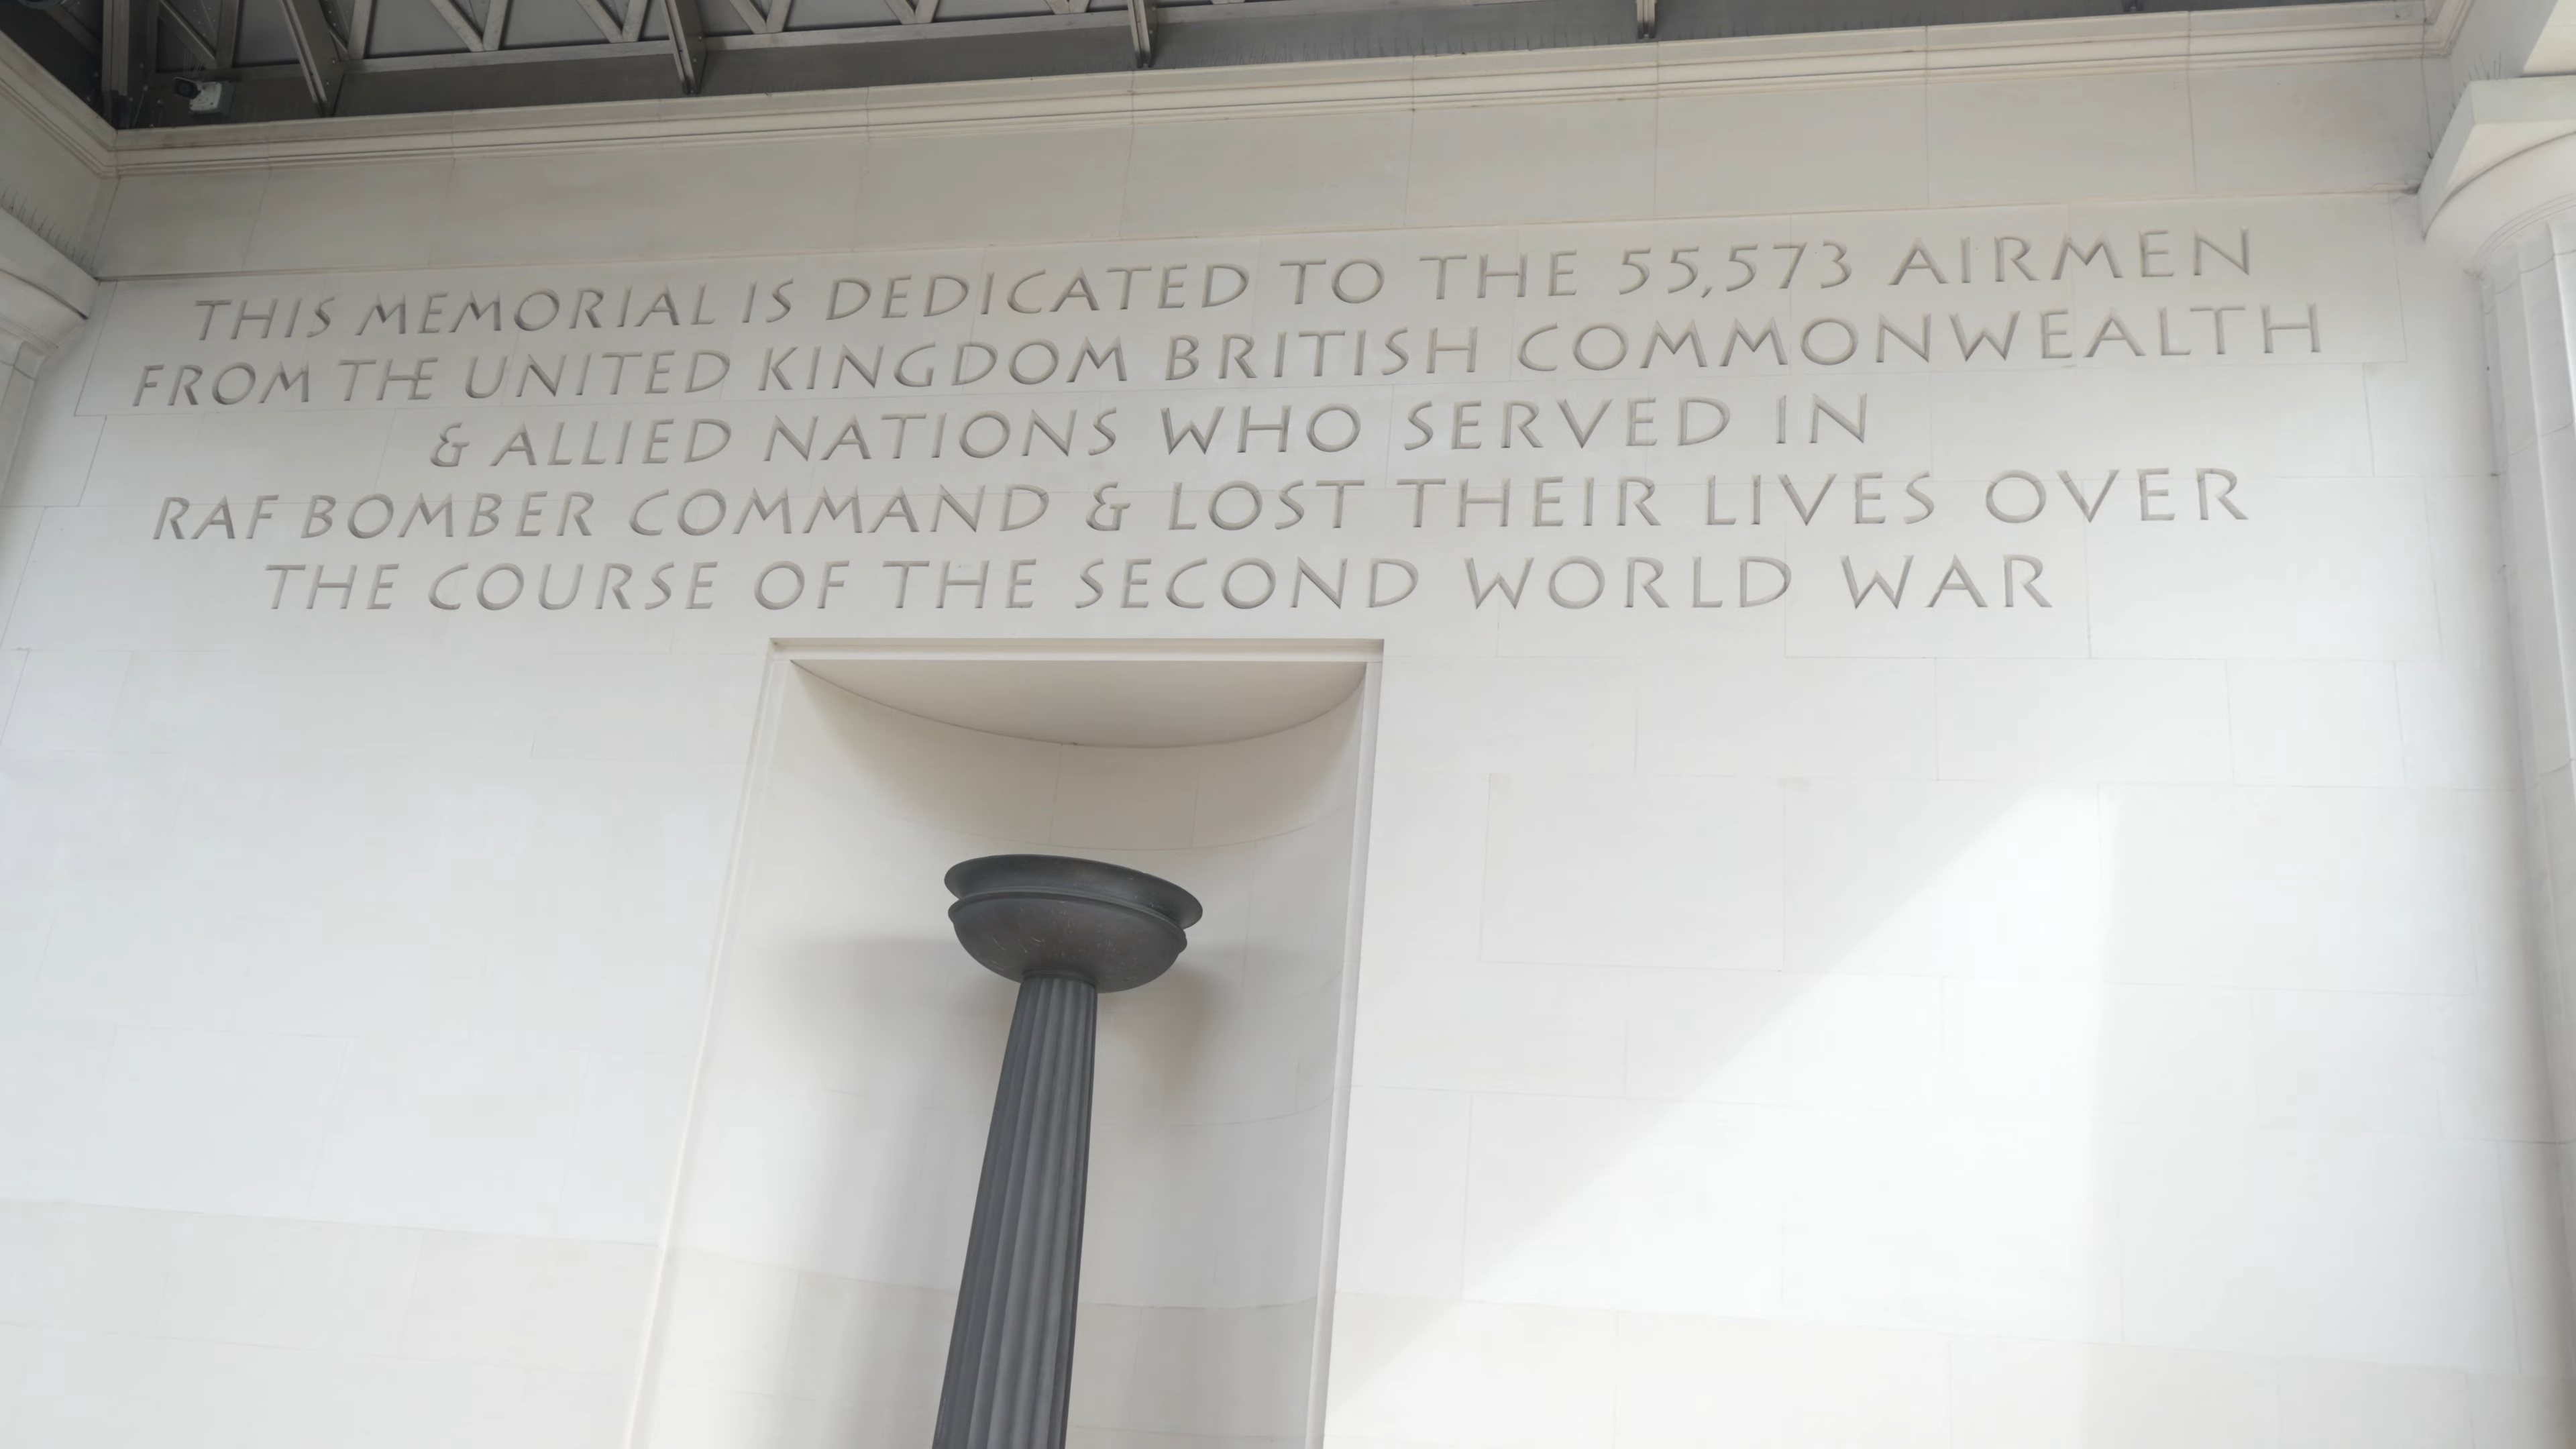 THIS MEMORIAL IS DEDICATED TO THE 55,573 AIRMEN
FROM THE UNITED KINGDOM BRITISH COMMONWEALTH
& ALLIED NATIONS WHO SERVED IN
RAF BOMBER COMMAND & LOST THEIR LIVES OVER
THE COURSE OF THE SECOND WORLD WAR